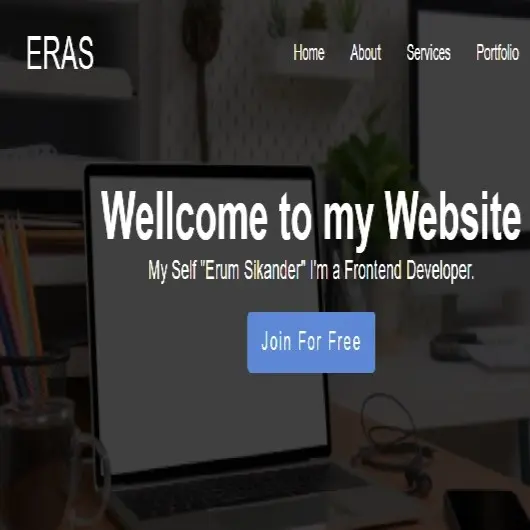 ERAS
Home About Services Portfolio
Wellcome to my Website
My Self "Erum Sikander" I'm a Frontend Developer.
Join For Free